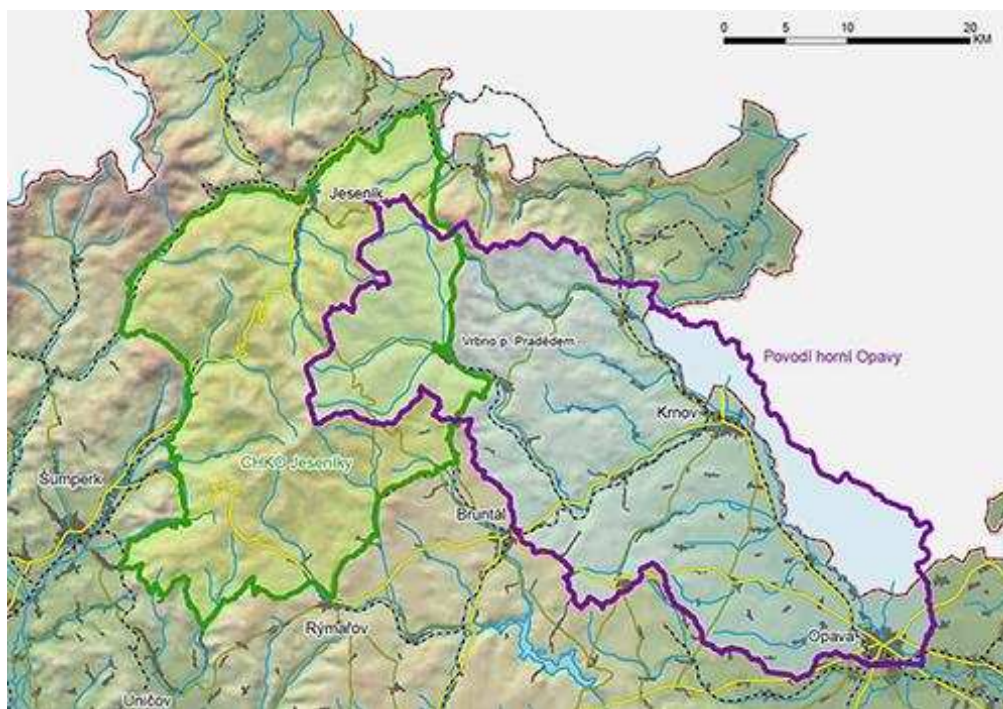 0 5 10 20
KM
Jeseník
Vrbno p. Pradědem
Povodí horní Opavy
Krnov
CHKO Jeseníky
Šumperk
Bruntál
Rýmařov
Opava
Uničov